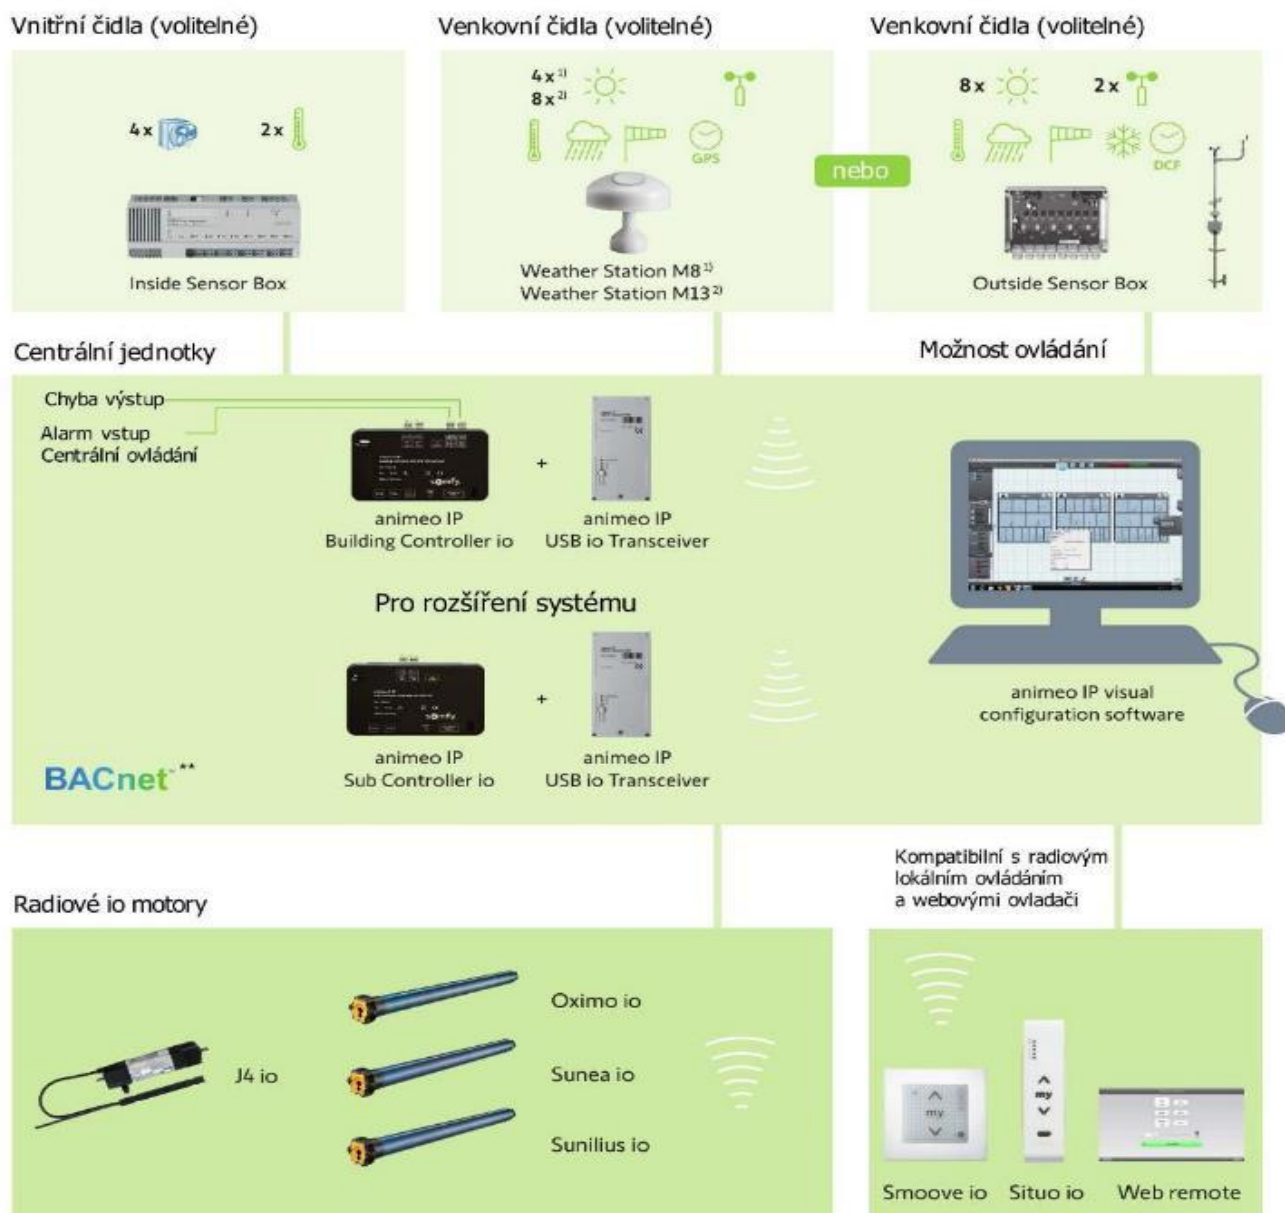 Vnitřní čidla (volitelné)
Venkovní čidla (volitelné)
Venkovní čidla (volitelné)
4 x
2 x
Inside Sensor Box
4 x 1)
8 x 2)
GPS
Weather Station M8 1)
Weather Station M13 2)
nebo
8 x
2 x
DCF
Outside Sensor Box
Centrální jednotky
Možnost ovládání
Chyba výstup
Alarm vstup
Centrální ovládání
somfy.
+
animeo IP
Building Controller io
animeo IP
USB io Transceiver
Pro rozšíření systému
somfy.
+
animeo IP
Sub Controller io
animeo IP
USB io Transceiver
animeo IP visual
configuration software
BACnet™**
Radiové io motory
Kompatibilní s radiovým
lokálním ovládáním
a webovými ovladači
J4 io
Oximo io
Sunea io
Sunilius io
my
my
Smoove io
Situo io
Web remote